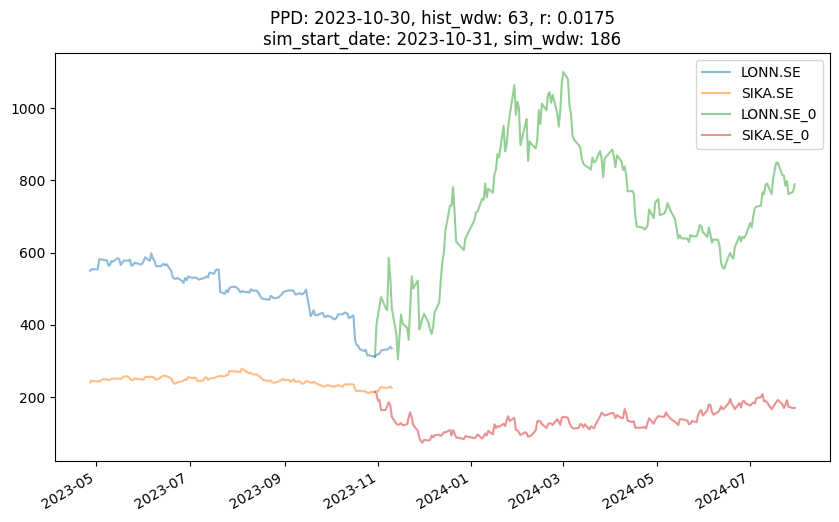 PPD: 2023-10-30, hist_wdw: 63, r: 0.0175
sim_start_date: 2023-10-31, sim_wdw: 186
LONN.SE
SIKA.SE
LONN.SE_0
SIKA.SE_0
1000
800
600
400
200
2023-05
2023-07
2023-09
2023-11
2024-01
2024-03
2024-05
2024-07